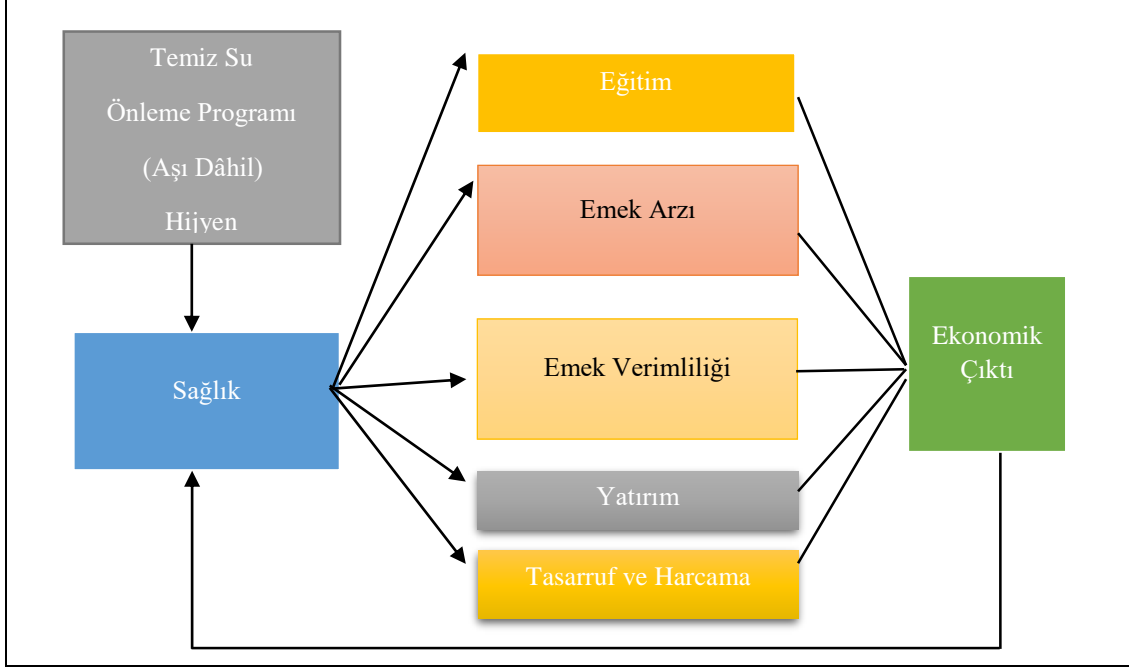 Temiz Su
Önleme Programı
(Aşı Dâhil)
Hijyen
Sağlık
Eğitim
Emek Arzı
Emek Verimliliği
Yatırım
Tasarruf ve Harcama
Ekonomik
Çıktı